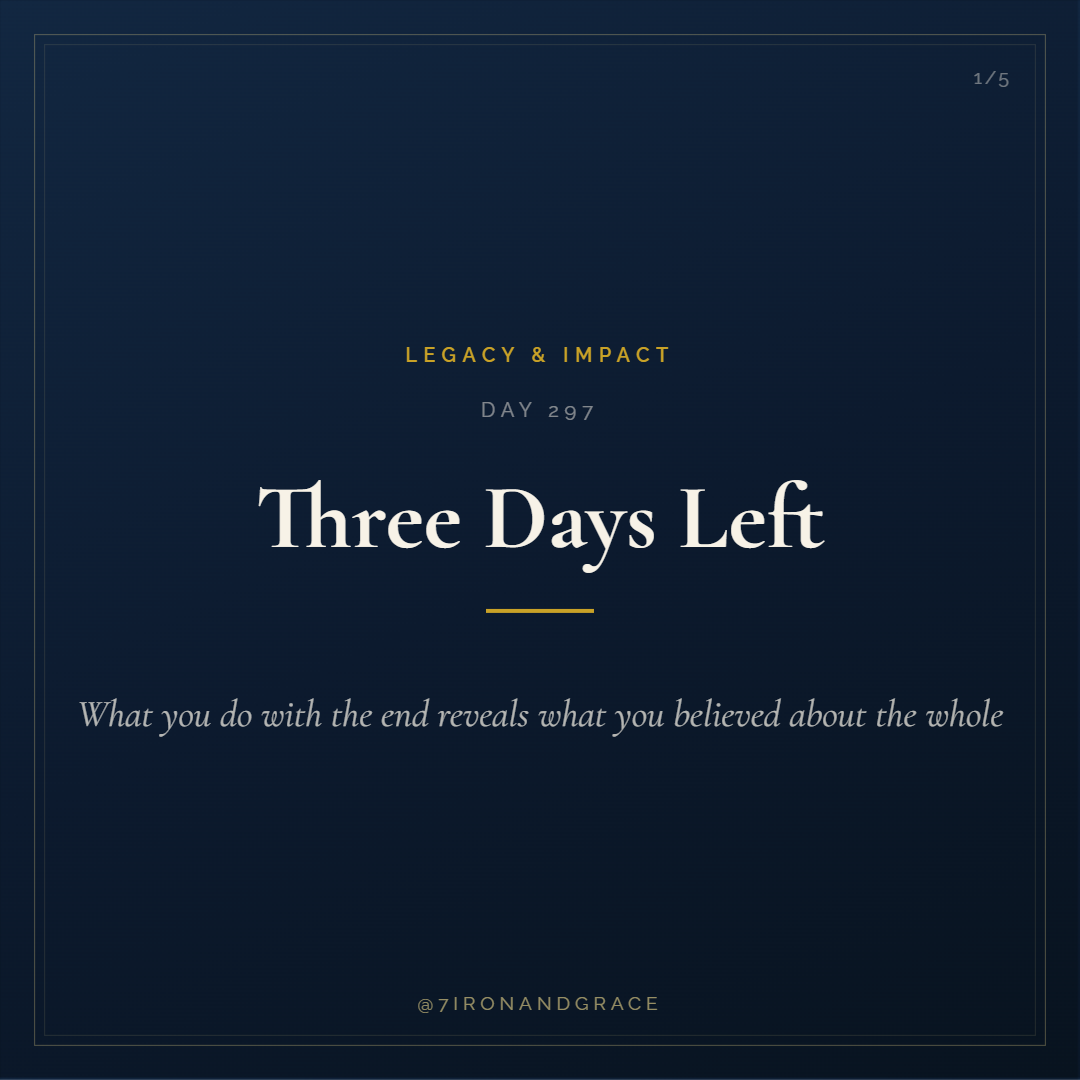 1/5
LEGACY & IMPACT
DAY 297
Three Days Left
What you do with the end reveals what you believed about the whole
@7IRONANDGRACE